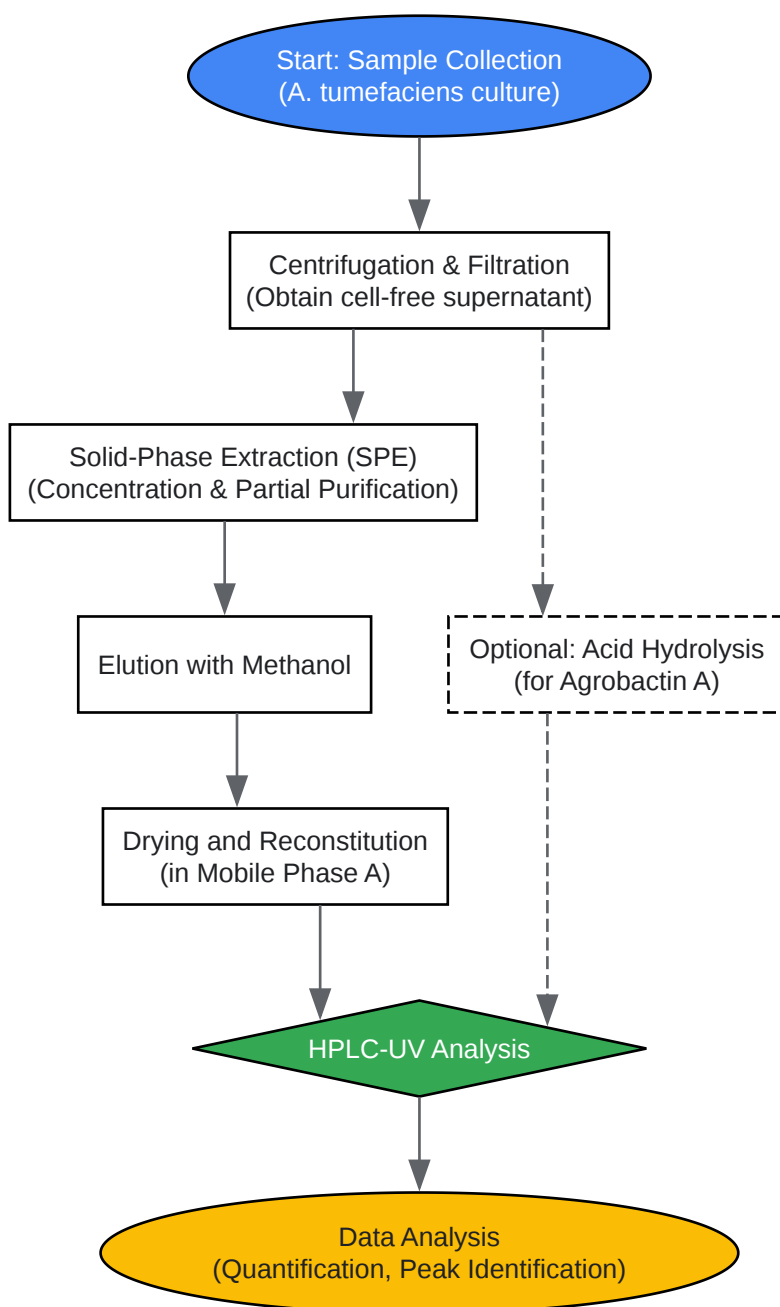 Start: Sample Collection
(A. tumefaciens culture)
Centrifugation & Filtration
(Obtain cell-free supernatant)
Solid-Phase Extraction (SPE)
(Concentration & Partial Purification)
Elution with Methanol
Optional: Acid Hydrolysis
(for Agrobactin A)
Drying and Reconstitution
(in Mobile Phase A)
HPLC-UV Analysis
Data Analysis
(Quantification, Peak Identification)